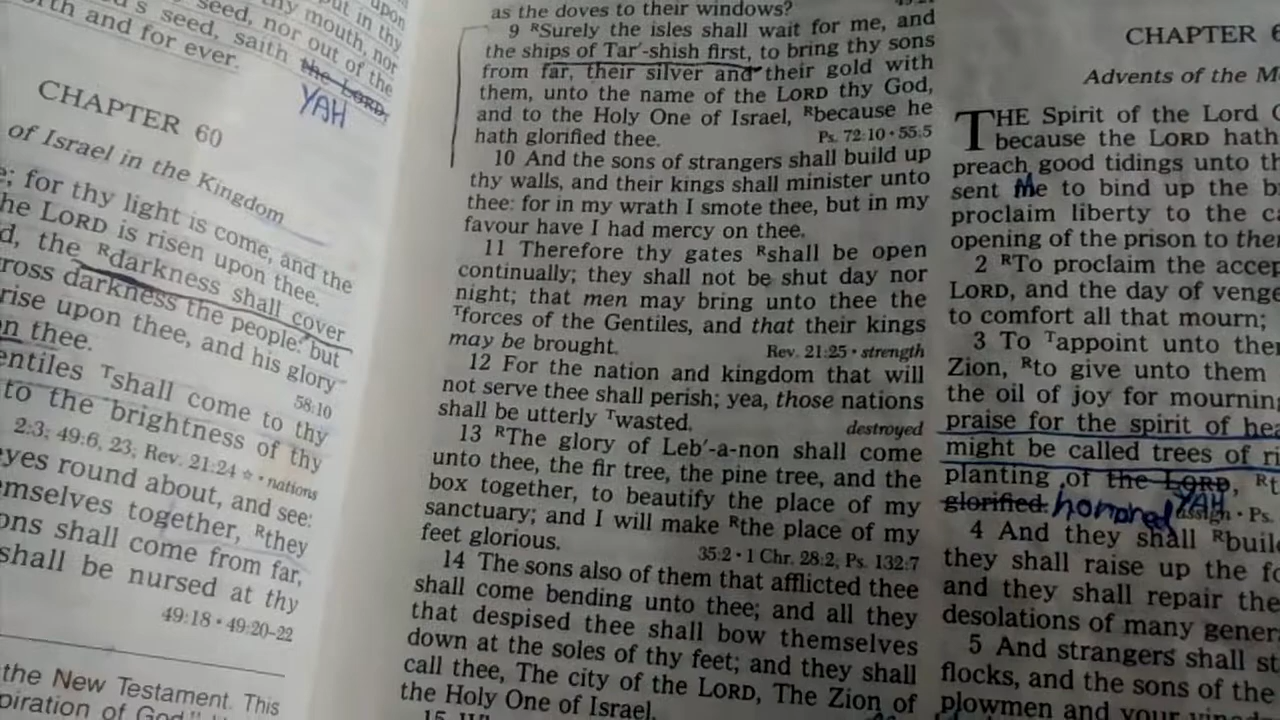 upon
put in thy
s seed, nor out of the
thy mouth, nor
seed, saith the LORD,
YAH
and for ever.
CHAPTER 60
of Israel in the Kingdom
for thy light is come, and the
LORD is risen upon thee.
the Rdarkness shall cover
darkness the people: but
rise upon thee, and his glory
thee.
58:10
Tshall come to thy
to the brightness of thy
2:3; 49:6, 23; Rev. 21:24 ☆ • nations
round about, and see:
together, Rthey
shall come from far,
shall be nursed at thy
49:18 • 49:20–22
the New Testament. This
of God"
as the doves to their windows?
9 RSurely the isles shall wait for me, and
the ships of Tar′-shish first, to bring thy sons
from far, their silver and their gold with
them, unto the name of the LORD thy God,
and to the Holy One of Israel, Rbecause he
hath glorified thee. Ps. 72:10 • 55:5
10 And the sons of strangers shall build up
thy walls, and their kings shall minister unto
thee: for in my wrath I smote thee, but in my
favour have I had mercy on thee.
11 Therefore thy gates Rshall be open
continually; they shall not be shut day nor
night; that men may bring unto thee the
Tforces of the Gentiles, and that their kings
may be brought. Rev. 21:25 • strength
12 For the nation and kingdom that will
not serve thee shall perish; yea, those nations
shall be utterly Twasted. destroyed
13 RThe glory of Leb′-a-non shall come
unto thee, the fir tree, the pine tree, and the
box together, to beautify the place of my
sanctuary; and I will make Rthe place of my
feet glorious. 35:2 • 1 Chr. 28:2, Ps. 132:7
14 The sons also of them that afflicted thee
shall come bending unto thee; and all they
that despised thee shall bow themselves
down at the soles of thy feet; and they shall
call thee, The city of the LORD, The Zion of
the Holy One of Israel.
15
CHAPTER 6
Advents of the M
THE Spirit of the Lord G
because the LORD hath
preach good tidings unto th
sent me to bind up the b
proclaim liberty to the ca
opening of the prison to the
2 RTo proclaim the accep
LORD, and the day of venge
to comfort all that mourn;
3 To Tappoint unto the
Zion, Rto give unto them
the oil of joy for mourning
praise for the spirit of hea
might be called trees of ri
planting of the LORD, Rt
YAH
glorified. honored assign • Ps.
4 And they shall Rbuil
they shall raise up the fo
and they shall repair the
desolations of many gener
5 And strangers shall st
flocks, and the sons of the
plowmen and your